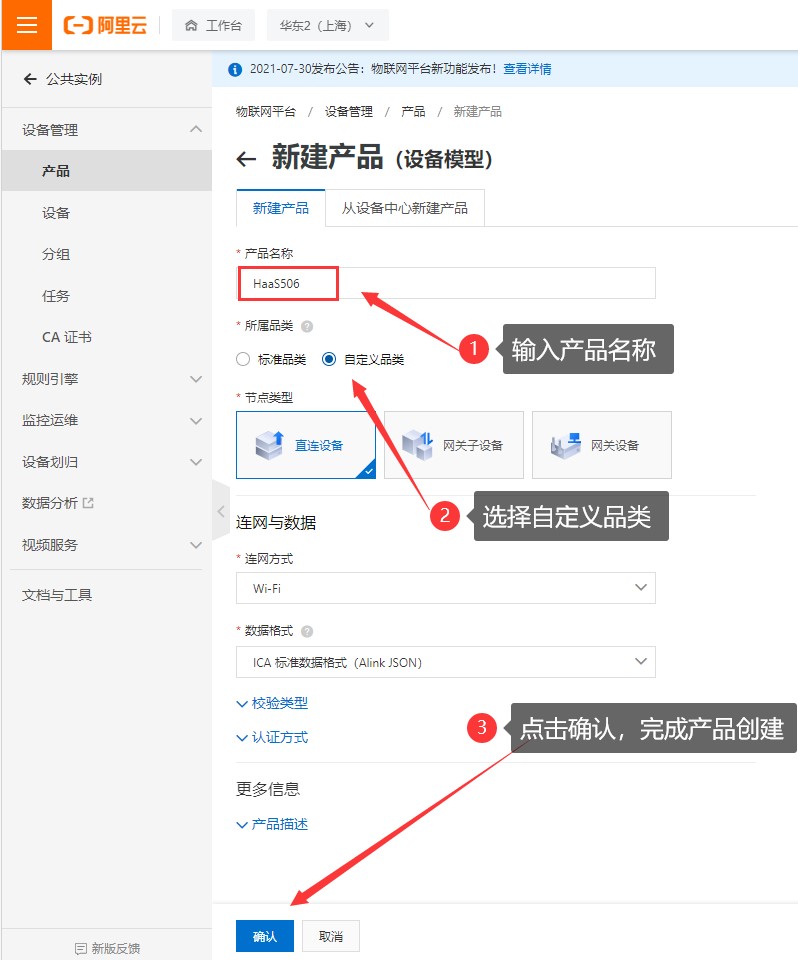 阿里云 工作台 华东2（上海）
公共实例
2021-07-30发布公告：物联网平台新功能发布！查看详情
设备管理
产品
设备
分组
任务
CA 证书
规则引擎
监控运维
设备划归
数据分析
视频服务
文档与工具
新版反馈
物联网平台 / 设备管理 / 产品 / 新建产品
新建产品（设备模型）
新建产品 从设备中心新建产品
* 产品名称
HaaS506
1 输入产品名称
* 所属品类 ?
标准品类 自定义品类
* 节点类型
直连设备 网关子设备 网关设备
2 选择自定义品类
连网与数据
* 连网方式
Wi-Fi
* 数据格式 ?
ICA 标准数据格式（Alink JSON）
校验类型
3 点击确认，完成产品创建
认证方式
更多信息
产品描述
确认 取消